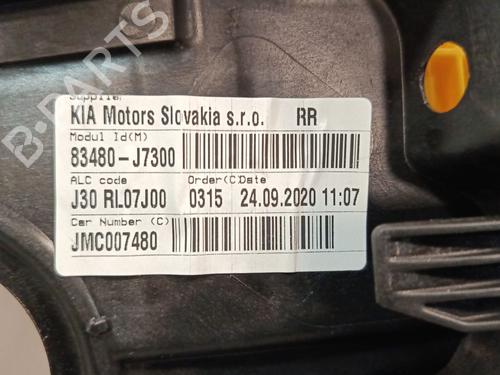 B-PARTS
Supplier
KIA Motors Slovakia s.r.o. RR
Modul Id(M)
83480-J7300
ALC code Order(C) Date
J30 RL07J00 0315 24.09.2020 11:07
Car Number (C)
JMC007480